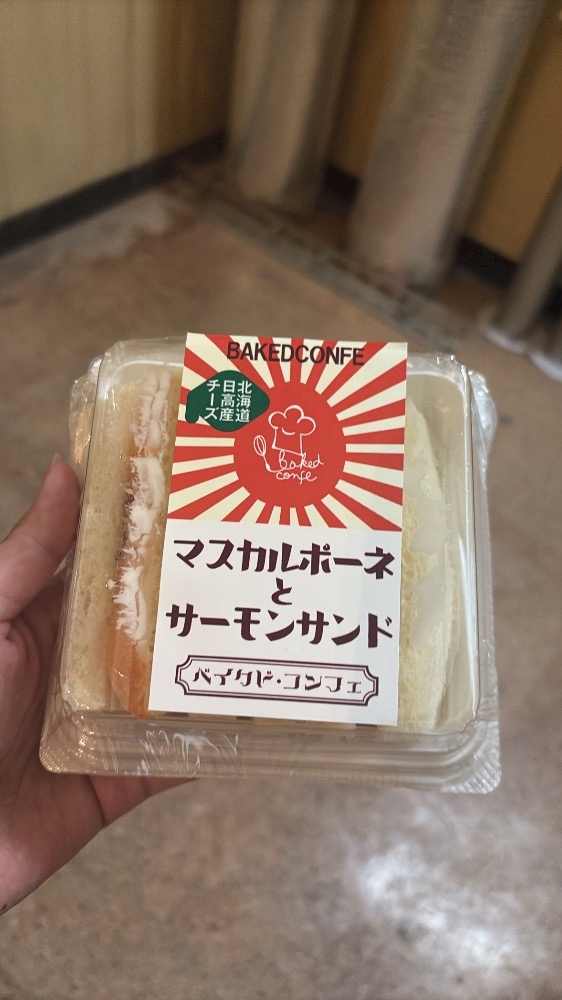 BAKEDCONFE
北海道
日高産
チーズ
baked
confe
マスカルポーネ
と
サーモンサンド
ベイクド・コンフェ